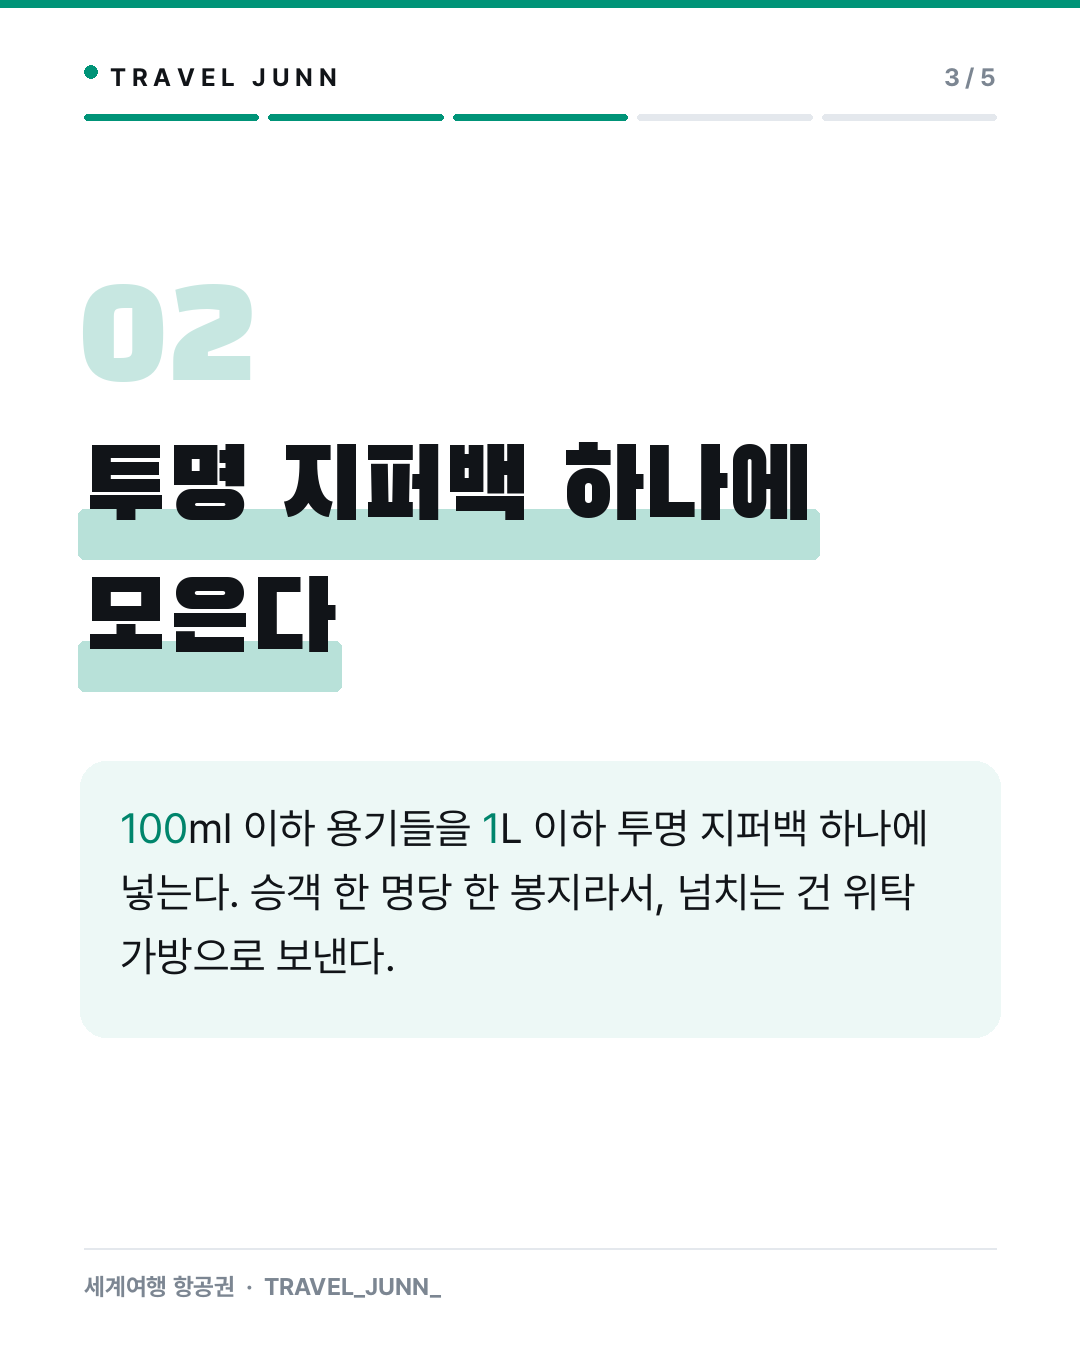 TRAVEL JUNN
3 / 5
02
투명 지퍼백 하나에
모은다
100ml 이하 용기들을 1L 이하 투명 지퍼백 하나에
넣는다. 승객 한 명당 한 봉지라서, 넘치는 건 위탁
가방으로 보낸다.
세계여행 항공권 · TRAVEL_JUNN_